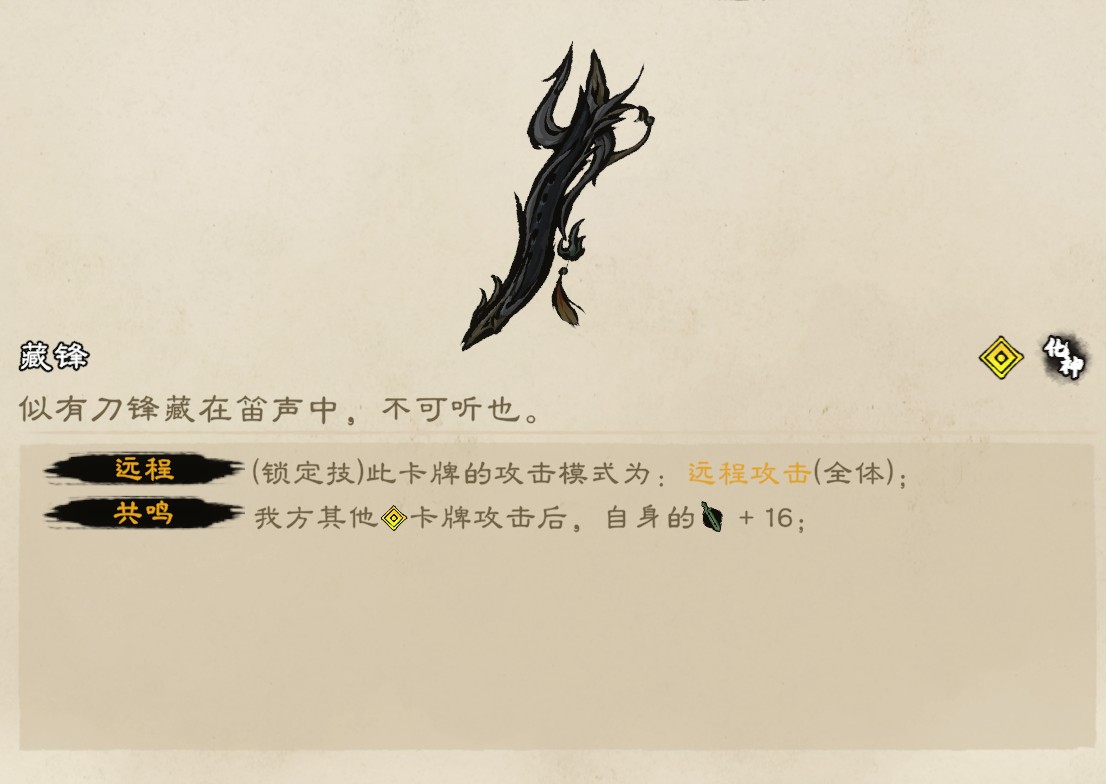 藏锋
化神
似有刀锋藏在笛声中，不可听也。
远程 (锁定技)此卡牌的攻击模式为：远程攻击(全体)；
共鸣 我方其他卡牌攻击后，自身的 + 16；